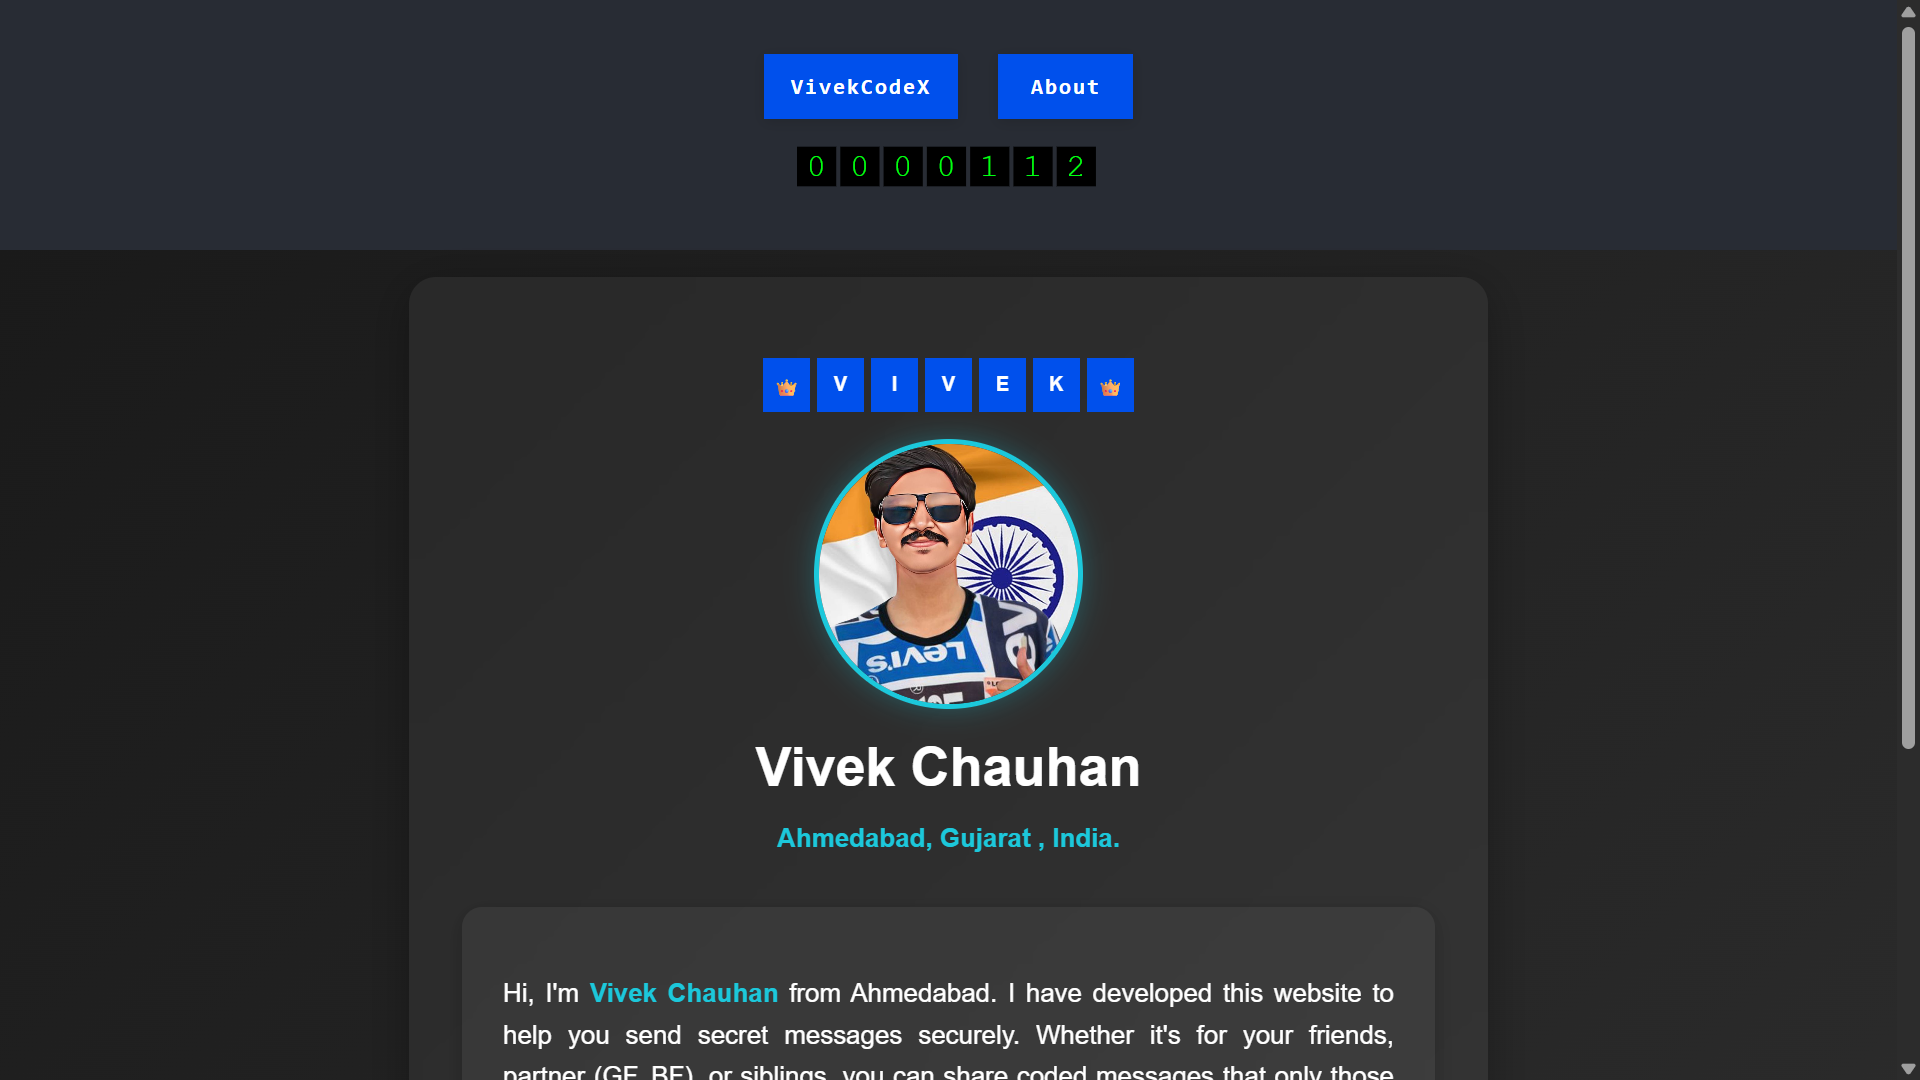 VivekCodeX About
0 0 0 0 1 1 2
V I V E K
LEVI'S
Vivek Chauhan
Ahmedabad, Gujarat , India.
Hi, I'm Vivek Chauhan from Ahmedabad. I have developed this website to
help you send secret messages securely. Whether it's for your friends,
partner (GF, BF), or siblings, you can share coded messages that only those